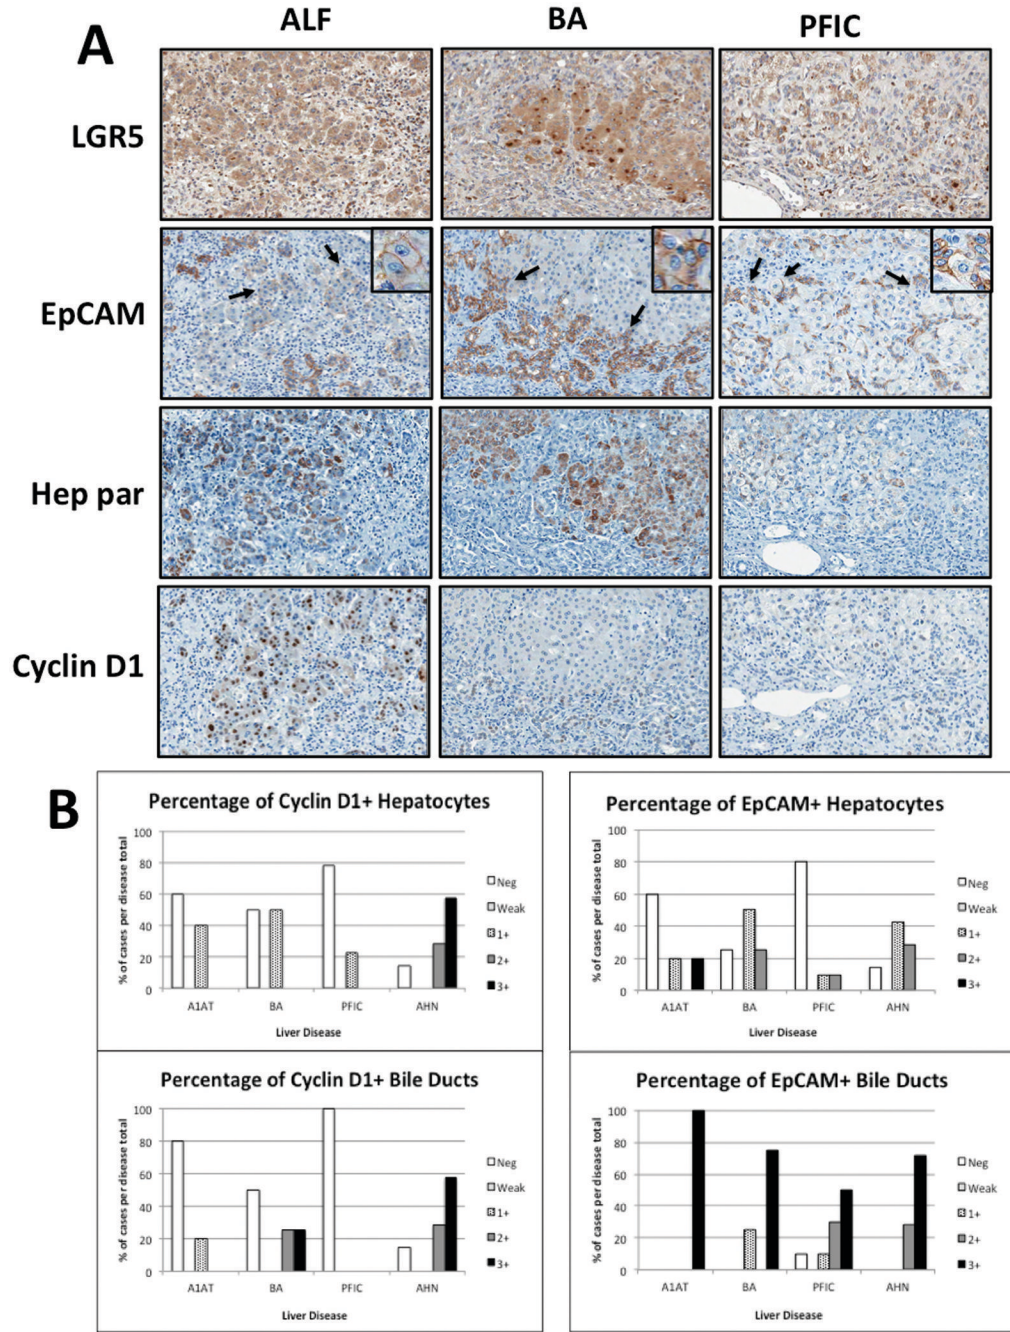 A
ALF BA PFIC
LGR5
EpCAM
Hep par
Cyclin D1
B
Percentage of Cyclin D1+ Hepatocytes
% of cases per disease total
100
80
60
40
20
0
A1AT BA PFIC AHN
Liver Disease
Neg
Weak
1+
2+
3+
Percentage of EpCAM+ Hepatocytes
% of cases per disease total
100
80
60
40
20
0
A1AT BA PFIC AHN
Liver Disease
Neg
Weak
1+
2+
3+
Percentage of Cyclin D1+ Bile Ducts
% of cases per disease total
100
80
60
40
20
0
A1AT BA PFIC AHN
Liver Disease
Neg
Weak
1+
2+
3+
Percentage of EpCAM+ Bile Ducts
% of cases per disease total
100
80
60
40
20
0
A1AT BA PFIC AHN
Liver Disease
Neg
Weak
1+
2+
3+